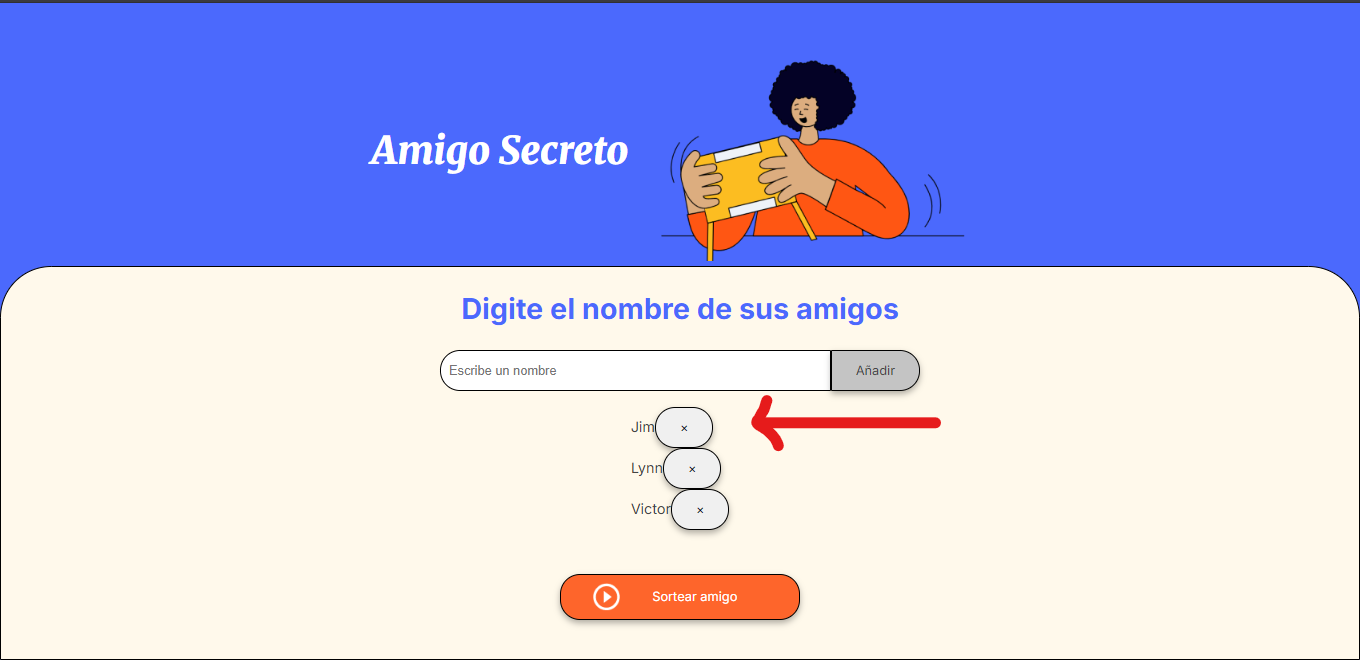 Amigo Secreto
Digite el nombre de sus amigos
Escribe un nombre Añadir
Jim ×
Lynn ×
Victor ×
Sortear amigo